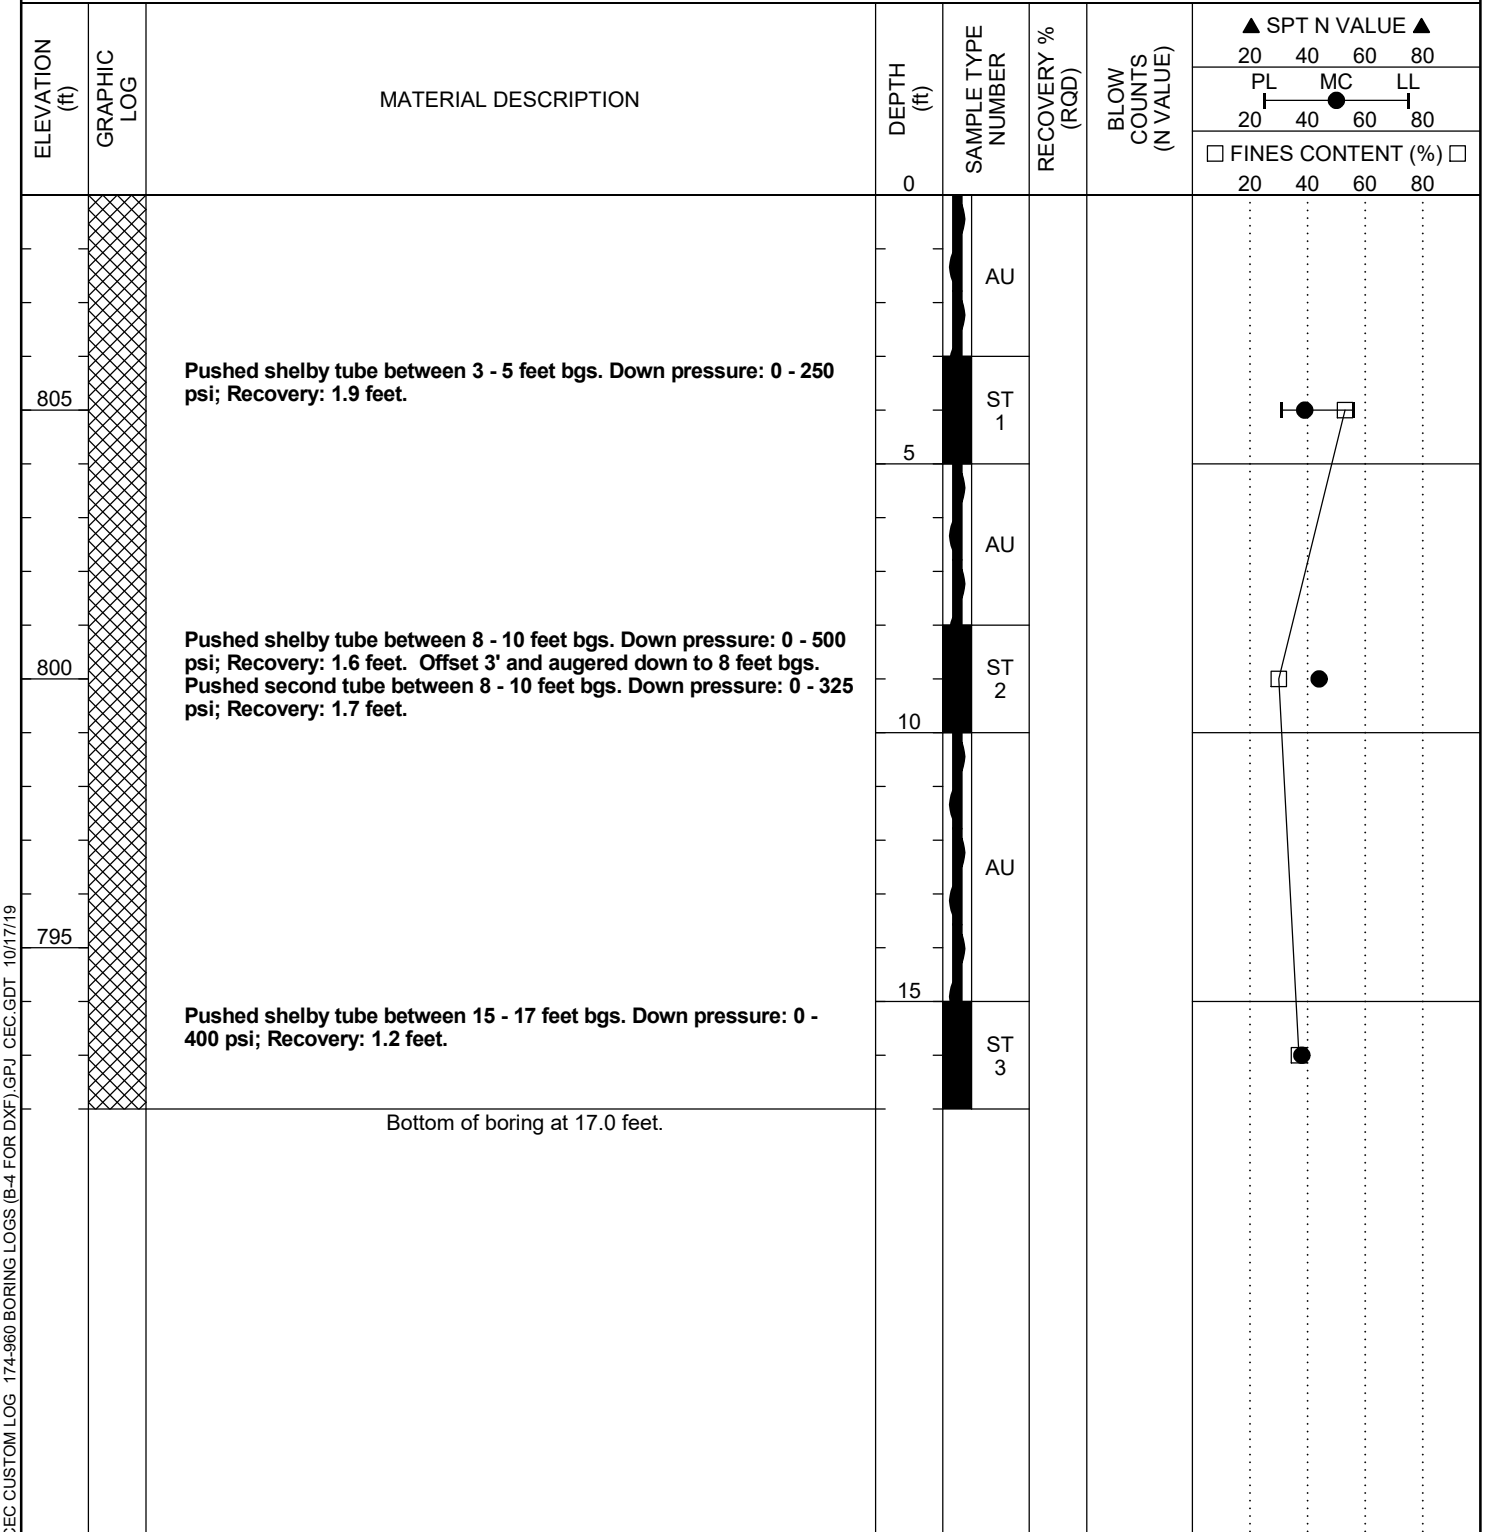 ELEVATION
(ft)
GRAPHIC
LOG
MATERIAL DESCRIPTION
DEPTH
(ft)
0
SAMPLE TYPE
NUMBER
RECOVERY %
(RQD)
BLOW
COUNTS
(N VALUE)
▲ SPT N VALUE ▲
20 40 60 80
PL MC LL
20 40 60 80
□ FINES CONTENT (%) □
20 40 60 80
AU
Pushed shelby tube between 3 - 5 feet bgs. Down pressure: 0 - 250
psi; Recovery: 1.9 feet.
805
ST
1
5
AU
Pushed shelby tube between 8 - 10 feet bgs. Down pressure: 0 - 500
psi; Recovery: 1.6 feet.  Offset 3' and augered down to 8 feet bgs.
Pushed second tube between 8 - 10 feet bgs. Down pressure: 0 - 325
psi; Recovery: 1.7 feet.
800
ST
2
10
AU
795
15
Pushed shelby tube between 15 - 17 feet bgs. Down pressure: 0 -
400 psi; Recovery: 1.2 feet.
ST
3
Bottom of boring at 17.0 feet.
CEC CUSTOM LOG  174-960 BORING LOGS (B-4 FOR DXF).GPJ  CEC.GDT  10/17/19